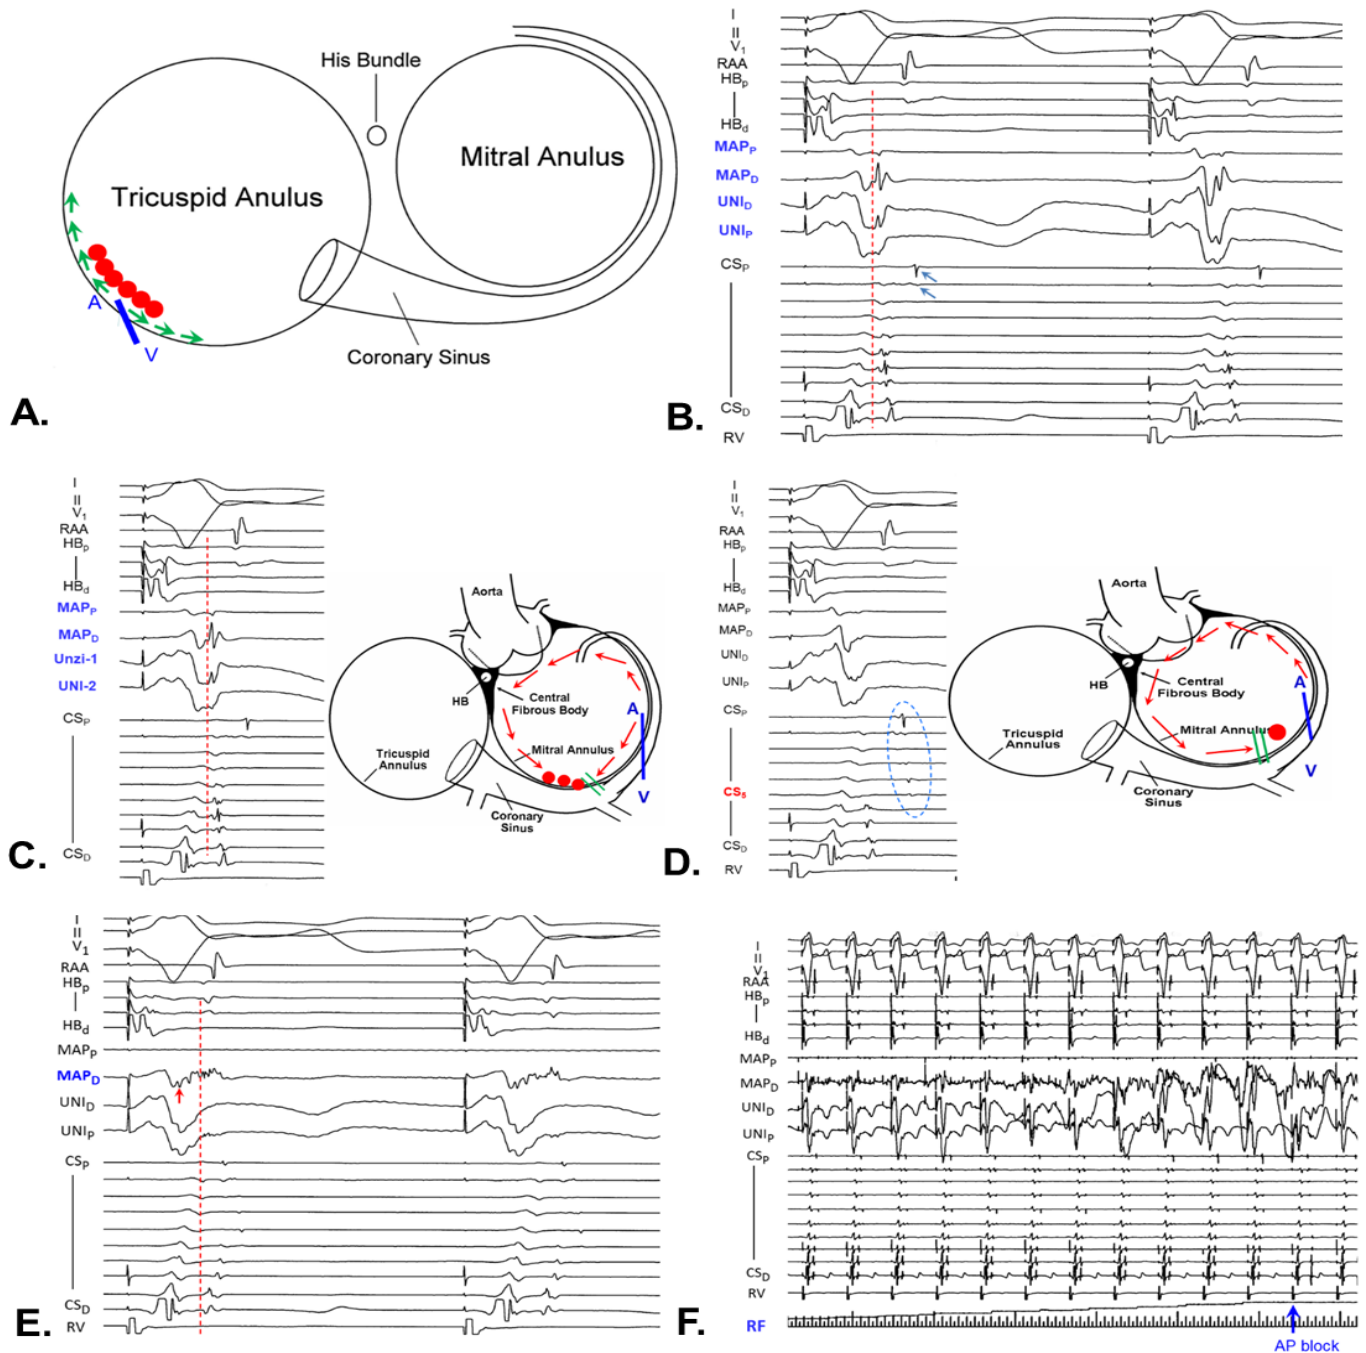 His Bundle
Mitral Anulus
Tricuspid Anulus
A
V
Coronary Sinus
A.
I
II
V1
RAA
HBp
HBd
MAPP
MAPD
UNID
UNIP
CSP
CSD
RV
B.
I
II
V1
RAA
HBp
HBd
MAPP
MAPD
Unzi-1
UNI-2
CSP
CSD
C.
Aorta
HB
Central
Fibrous Body
A
Mitral Annulus
Tricuspid
Annulus
V
Coronary
Sinus
I
II
V1
RAA
HBp
HBd
MAPP
MAPD
UNID
UNIP
CSP
CS5
CSD
RV
D.
Aorta
HB
Central
Fibrous Body
A
Mitral Annulus
Tricuspid
Annulus
V
Coronary
Sinus
I
II
V1
RAA
HBp
HBd
MAPP
MAPD
UNID
UNIP
CSP
CSD
RV
E.
I
II
V1
RAA
HBp
HBd
MAPP
MAPD
UNID
UNIP
CSP
CSD
RV
RF
F.
AP block